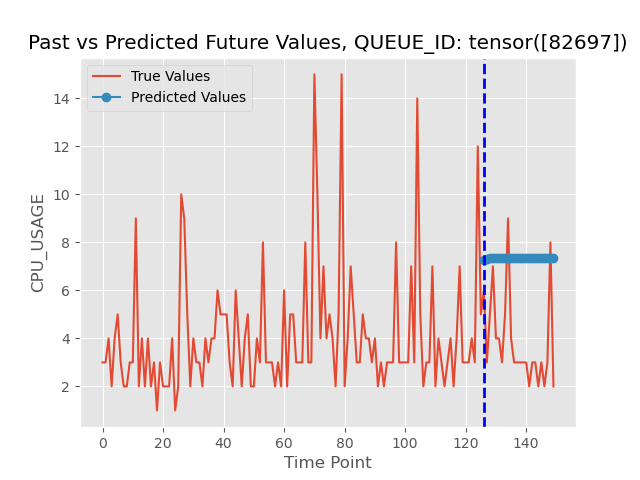 Past vs Predicted Future Values, QUEUE_ID: tensor([82697])
True Values
Predicted Values
CPU_USAGE
14
12
10
8
6
4
2
0 20 40 60 80 100 120 140
Time Point